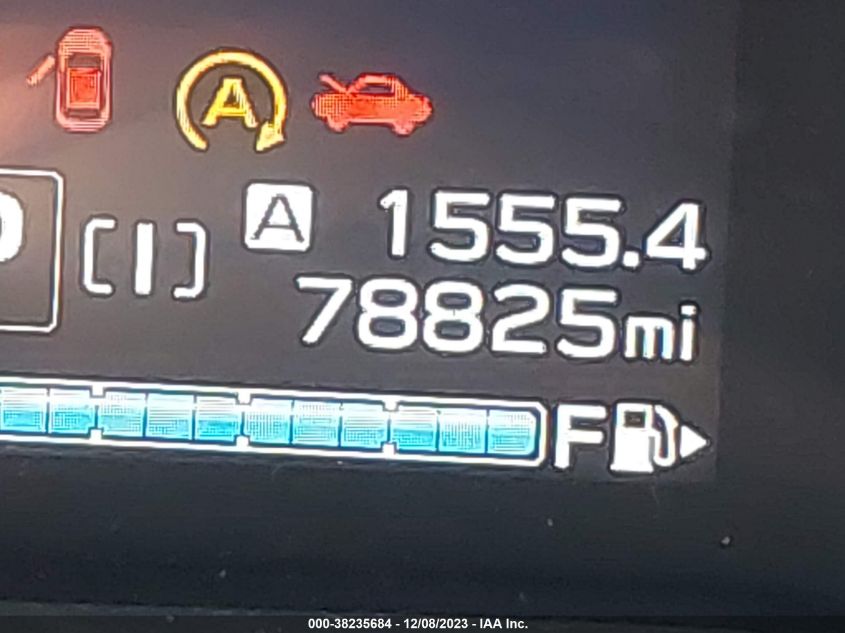 A
A 1555.4
78825mi
F
000-38235684 - 12/08/2023 - IAA Inc.